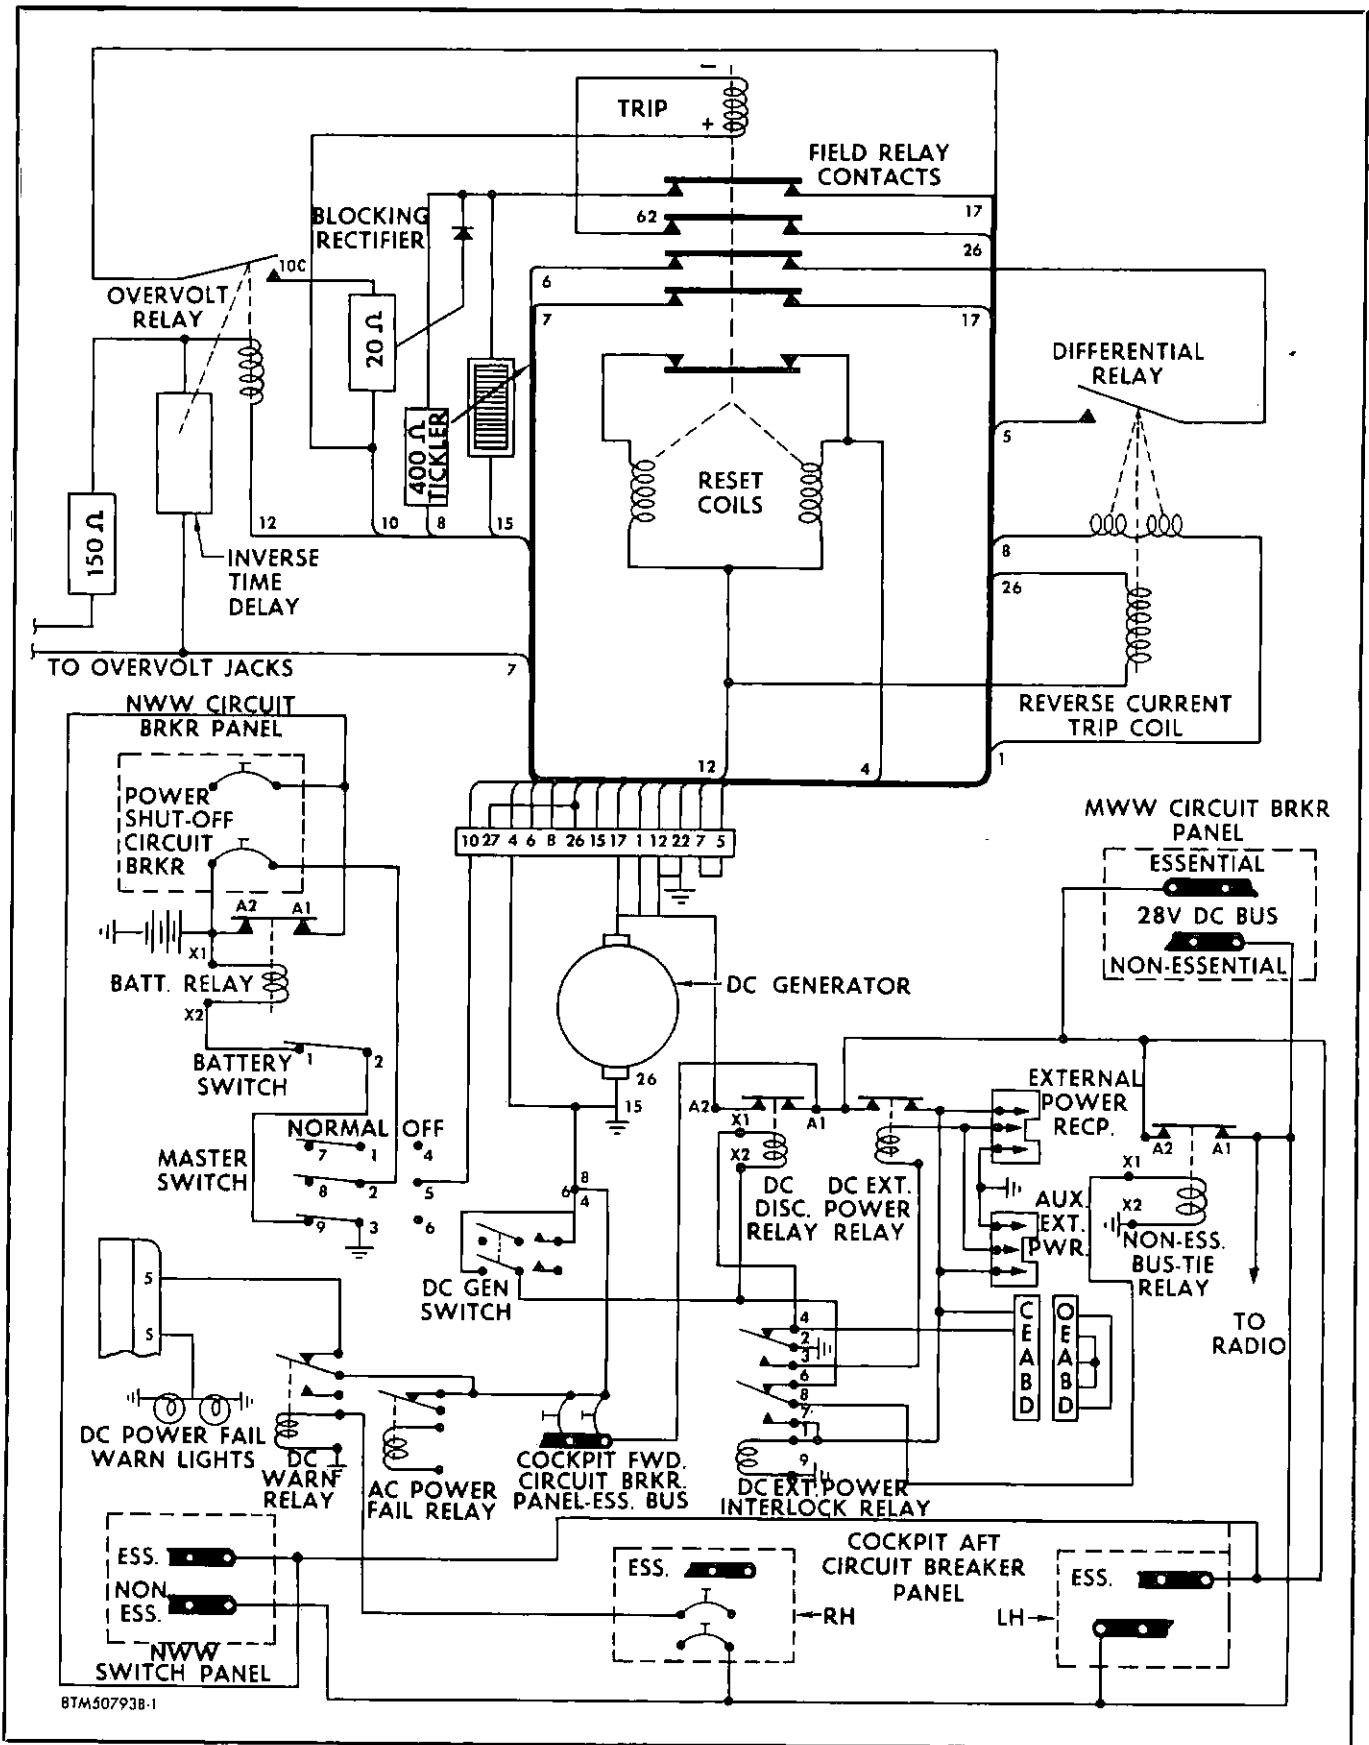 −
TRIP
+
FIELD RELAY
CONTACTS
17
62
BLOCKING
RECTIFIER
26
10C
6
OVERVOLT
RELAY
7
17
20 Ω
DIFFERENTIAL
RELAY
5
400 Ω
TICKLER
RESET
COILS
150 Ω
12
10
8
15
8
INVERSE
TIME
DELAY
26
TO OVERVOLT JACKS
7
NWW CIRCUIT
BRKR PANEL
REVERSE CURRENT
TRIP COIL
1
12
4
POWER
SHUT-OFF
CIRCUIT
BRKR
10 27 4 6 8 26 15 17 1 12 22 7 5
MWW CIRCUIT BRKR
PANEL
ESSENTIAL
28V DC BUS
NON-ESSENTIAL
A2
A1
X1
BATT. RELAY
X2
DC GENERATOR
BATTERY
SWITCH
1
2
26
15
A2
X1
A1
X2
EXTERNAL
POWER
RECP.
A2
A1
X1
X2
NORMAL OFF
MASTER
SWITCH
7
1
4
8
2
5
9
3
6
8
6
4
DC
DISC.
RELAY
DC EXT.
POWER
RELAY
AUX.
EXT.
PWR.
NON-ESS.
BUS-TIE
RELAY
DC GEN
SWITCH
S
S
TO
RADIO
4
2
3
6
8
7
1
9
C
E
A
B
D
O
E
A
B
D
DC POWER FAIL
WARN LIGHTS
DC
WARN
RELAY
AC POWER
FAIL RELAY
COCKPIT FWD.
CIRCUIT BRKR.
PANEL-ESS. BUS
DC EXT. POWER
INTERLOCK RELAY
ESS.
NON
ESS.
NWW
SWITCH PANEL
ESS.
RH
COCKPIT AFT
CIRCUIT BREAKER
PANEL
LH
ESS.
BTM50793B-1